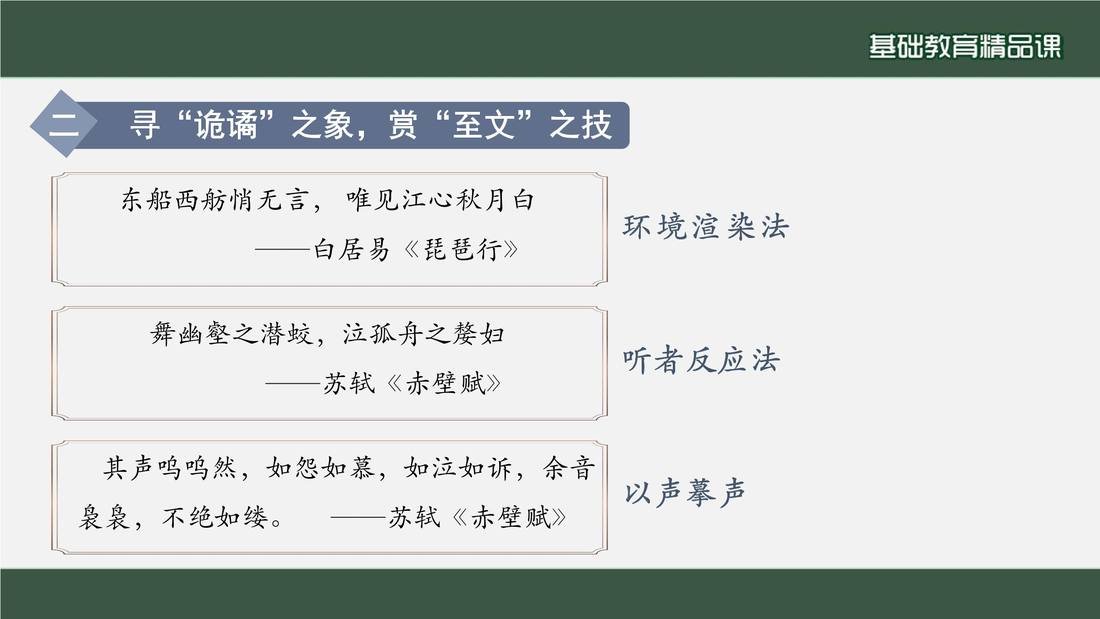 基础教育精品课
二 寻“诡谲”之象，赏“至文”之技
东船西舫悄无言， 唯见江心秋月白
——白居易《琵琶行》
环境渲染法
舞幽壑之潜蛟，泣孤舟之嫠妇
——苏轼《赤壁赋》
听者反应法
其声呜呜然，如怨如慕，如泣如诉，余音
袅袅，不绝如缕。 ——苏轼《赤壁赋》
以声摹声